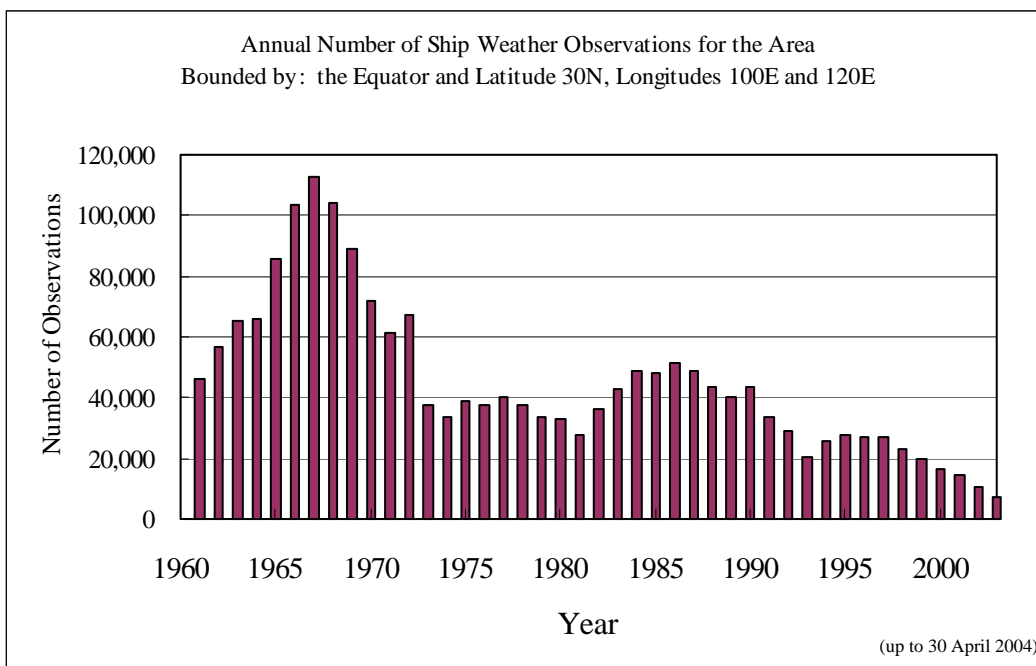 Annual Number of Ship Weather Observations for the Area
Bounded by: the Equator and Latitude 30N, Longitudes 100E and 120E
120,000
100,000
80,000
60,000
40,000
20,000
0
Number of Observations
1960 1965 1970 1975 1980 1985 1990 1995 2000
Year
(up to 30 April 2004)